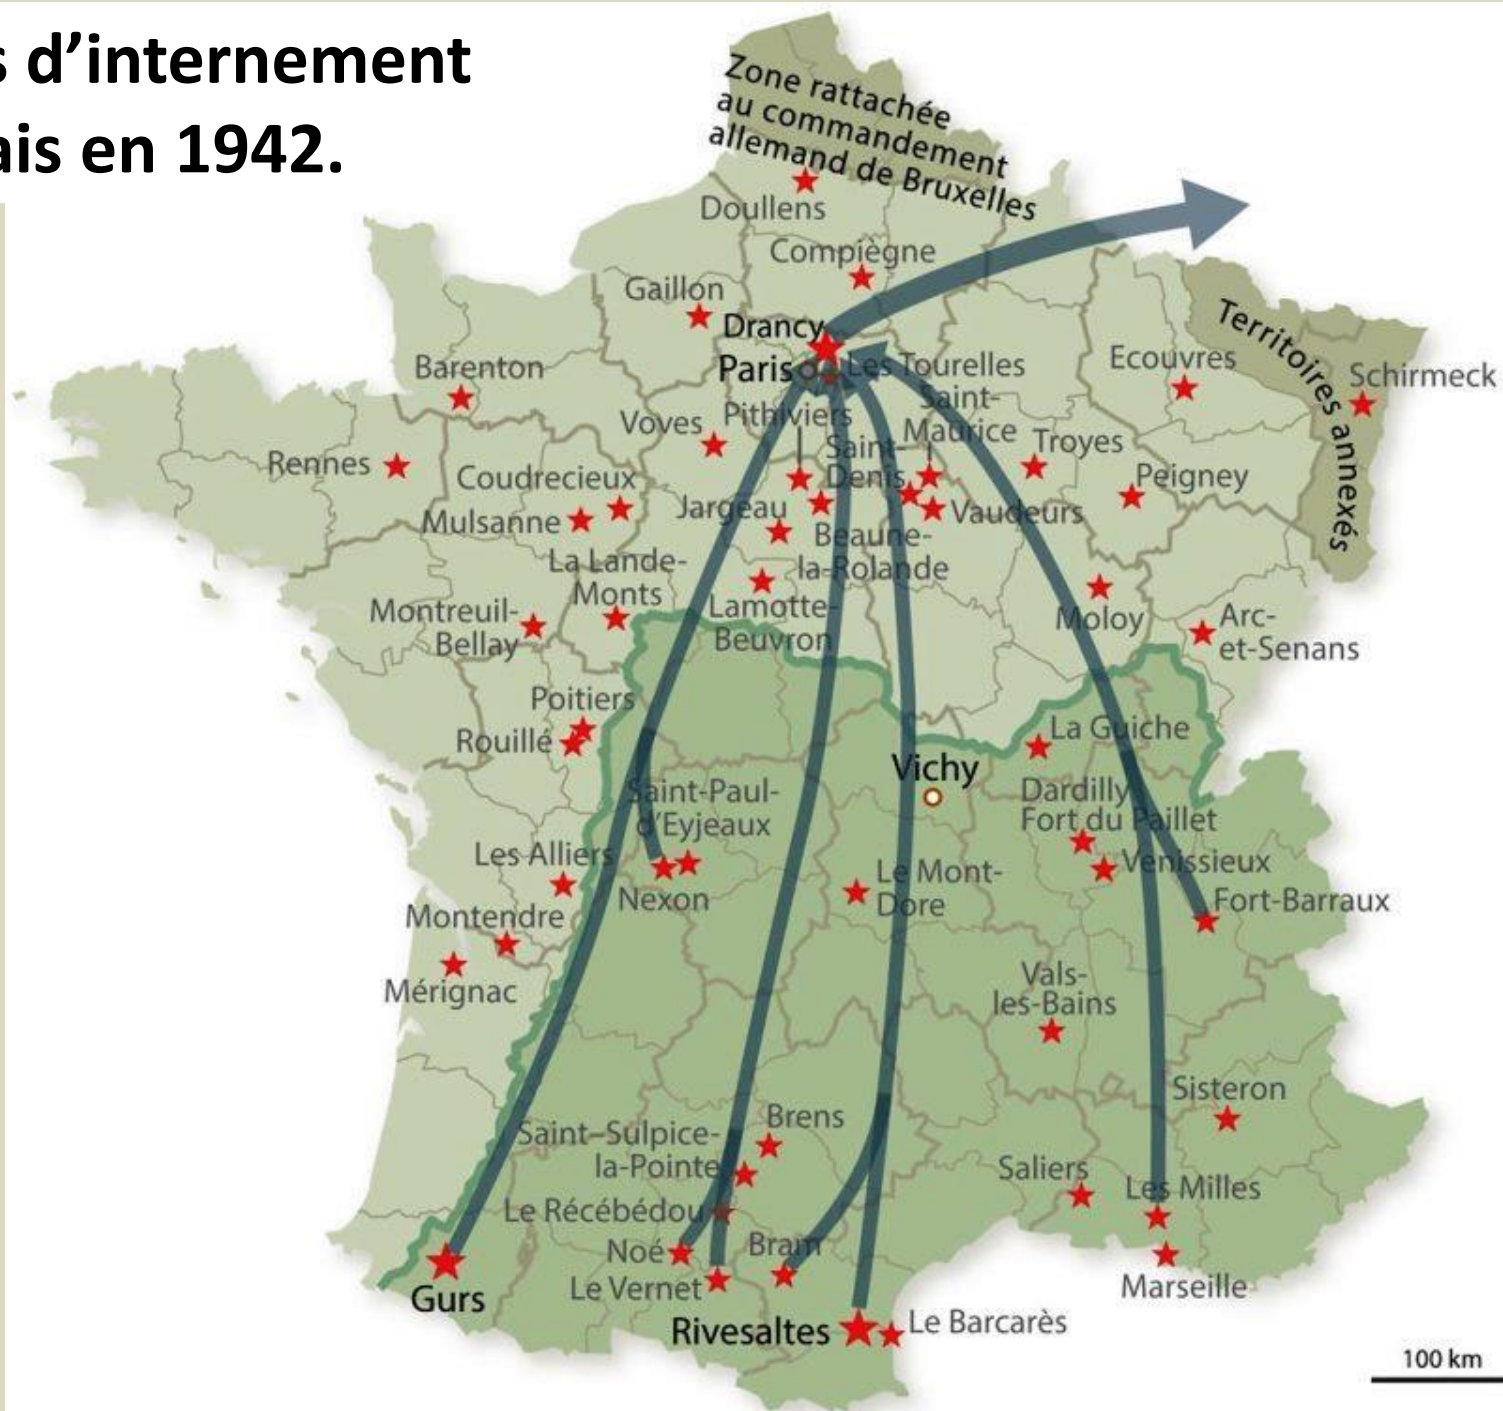 s d’internement
ais en 1942.
Zone rattachée
au commandement
allemand de Bruxelles
Doullens
Compiègne
Gaillon
Drancy
Paris
Les Tourelles
Barenton
Ecouvres
Territoires annexés
Schirmeck
Voves
Pithiviers
Saint-
Maurice
Troyes
Rennes
Coudrecieux
Saint-
Denis
Peigney
Mulsanne
Jargeau
Vaudeurs
Beaune-
la-Rolande
La Lande-
Monts
Lamotte-
Beuvron
Montreuil-
Bellay
Moloy
Arc-
et-Senans
Poitiers
Rouillé
La Guiche
Vichy
Saint-Paul-
d’Eyjeaux
Dardilly
Fort du Paillet
Les Alliers
Nexon
Le Mont-
Dore
Venissieux
Fort-Barraux
Montendre
Mérignac
Vals-
les-Bains
Sisteron
Brens
Saint–Sulpice-
la-Pointe
Saliers
Les Milles
Le Récébédou
Noé
Bram
Le Vernet
Marseille
Gurs
Rivesaltes
Le Barcarès
100 km